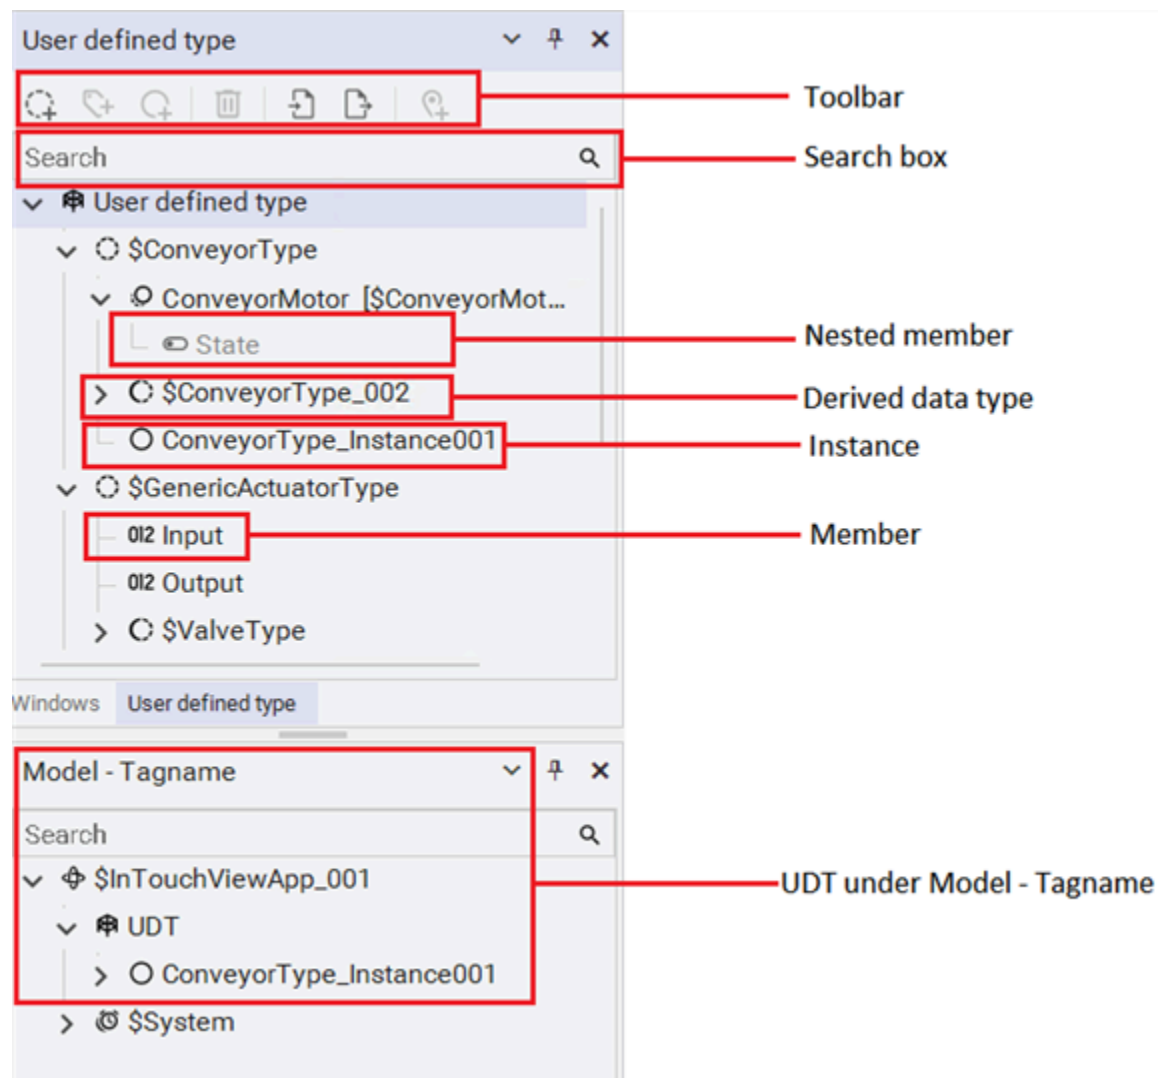 User defined type
Toolbar
Search
Search box
User defined type
$ConveyorType
ConveyorMotor [$ConveyorMot...
State
Nested member
$ConveyorType_002
Derived data type
ConveyorType_Instance001
Instance
$GenericActuatorType
012 Input
Member
012 Output
$ValveType
Windows
User defined type
Model - Tagname
Search
$InTouchViewApp_001
UDT under Model - Tagname
UDT
ConveyorType_Instance001
$System